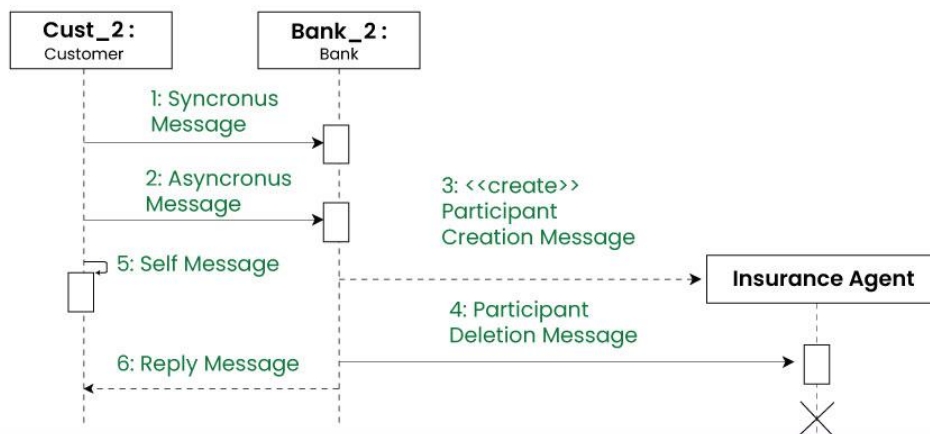 Cust_2:
Customer
Bank_2:
Bank
1: Syncronus
Message
2: Asyncronus
Message
3: <<create>>
Participant
Creation Message
5: Self Message
Insurance Agent
4: Participant
Deletion Message
6: Reply Message